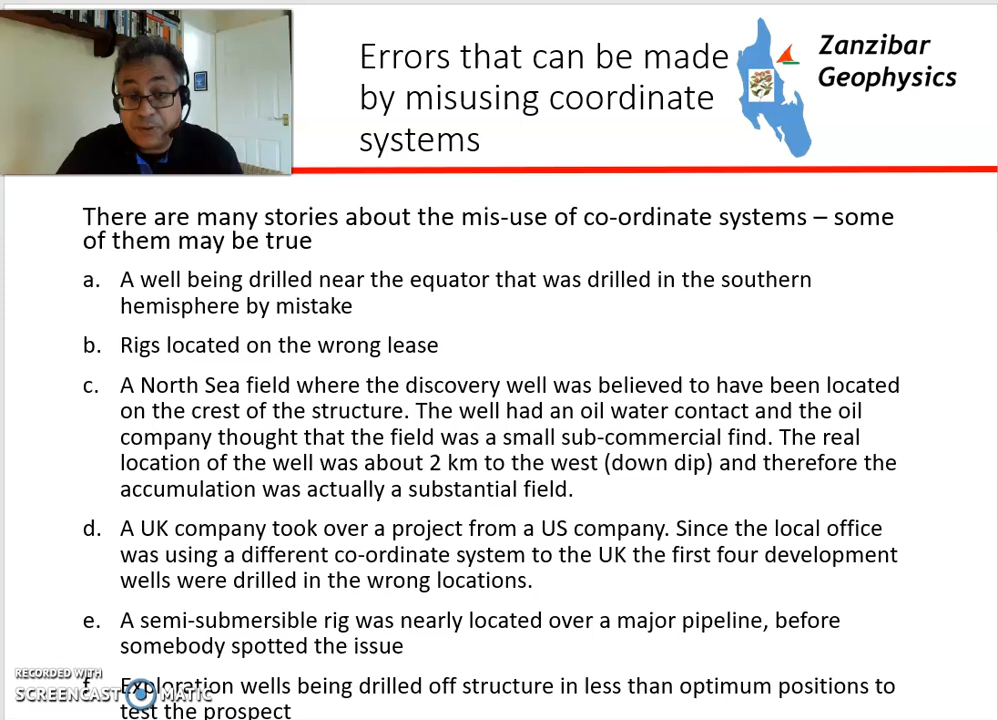 Errors that can be made
by misusing coordinate
systems
Zanzibar
Geophysics
There are many stories about the mis-use of co-ordinate systems – some
of them may be true
a. A well being drilled near the equator that was drilled in the southern
hemisphere by mistake
b. Rigs located on the wrong lease
c. A North Sea field where the discovery well was believed to have been located
on the crest of the structure. The well had an oil water contact and the oil
company thought that the field was a small sub-commercial find. The real
location of the well was about 2 km to the west (down dip) and therefore the
accumulation was actually a substantial field.
d. A UK company took over a project from a US company. Since the local office
was using a different co-ordinate system to the UK the first four development
wells were drilled in the wrong locations.
e. A semi-submersible rig was nearly located over a major pipeline, before
somebody spotted the issue
f. Exploration wells being drilled off structure in less than optimum positions to
test the prospect
RECORDED WITH
SCREENCAST MATIC